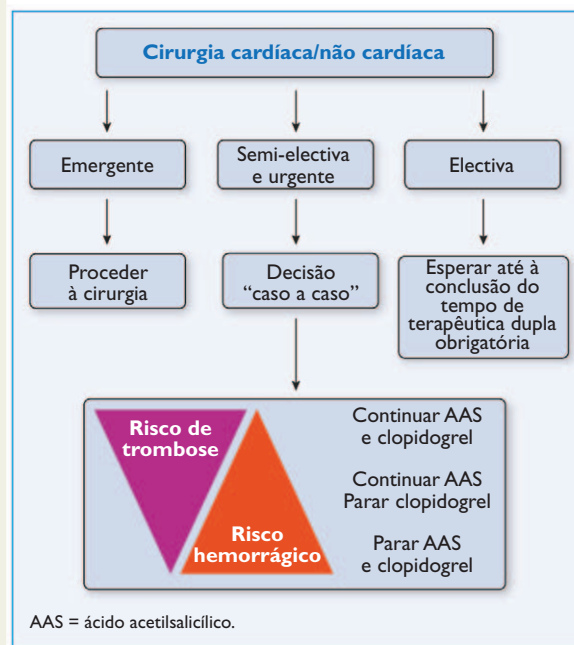 Cirurgia cardíaca/não cardíaca
Emergente
Semi-electiva
e urgente
Electiva
Proceder
à cirurgia
Decisão
“caso a caso”
Esperar até à
conclusão do
tempo de
terapêutica dupla
obrigatória
Risco de
trombose
Risco
hemorrágico
Continuar AAS
e clopidogrel
Continuar AAS
Parar clopidogrel
Parar AAS
e clopidogrel
AAS = ácido acetilsalicílico.